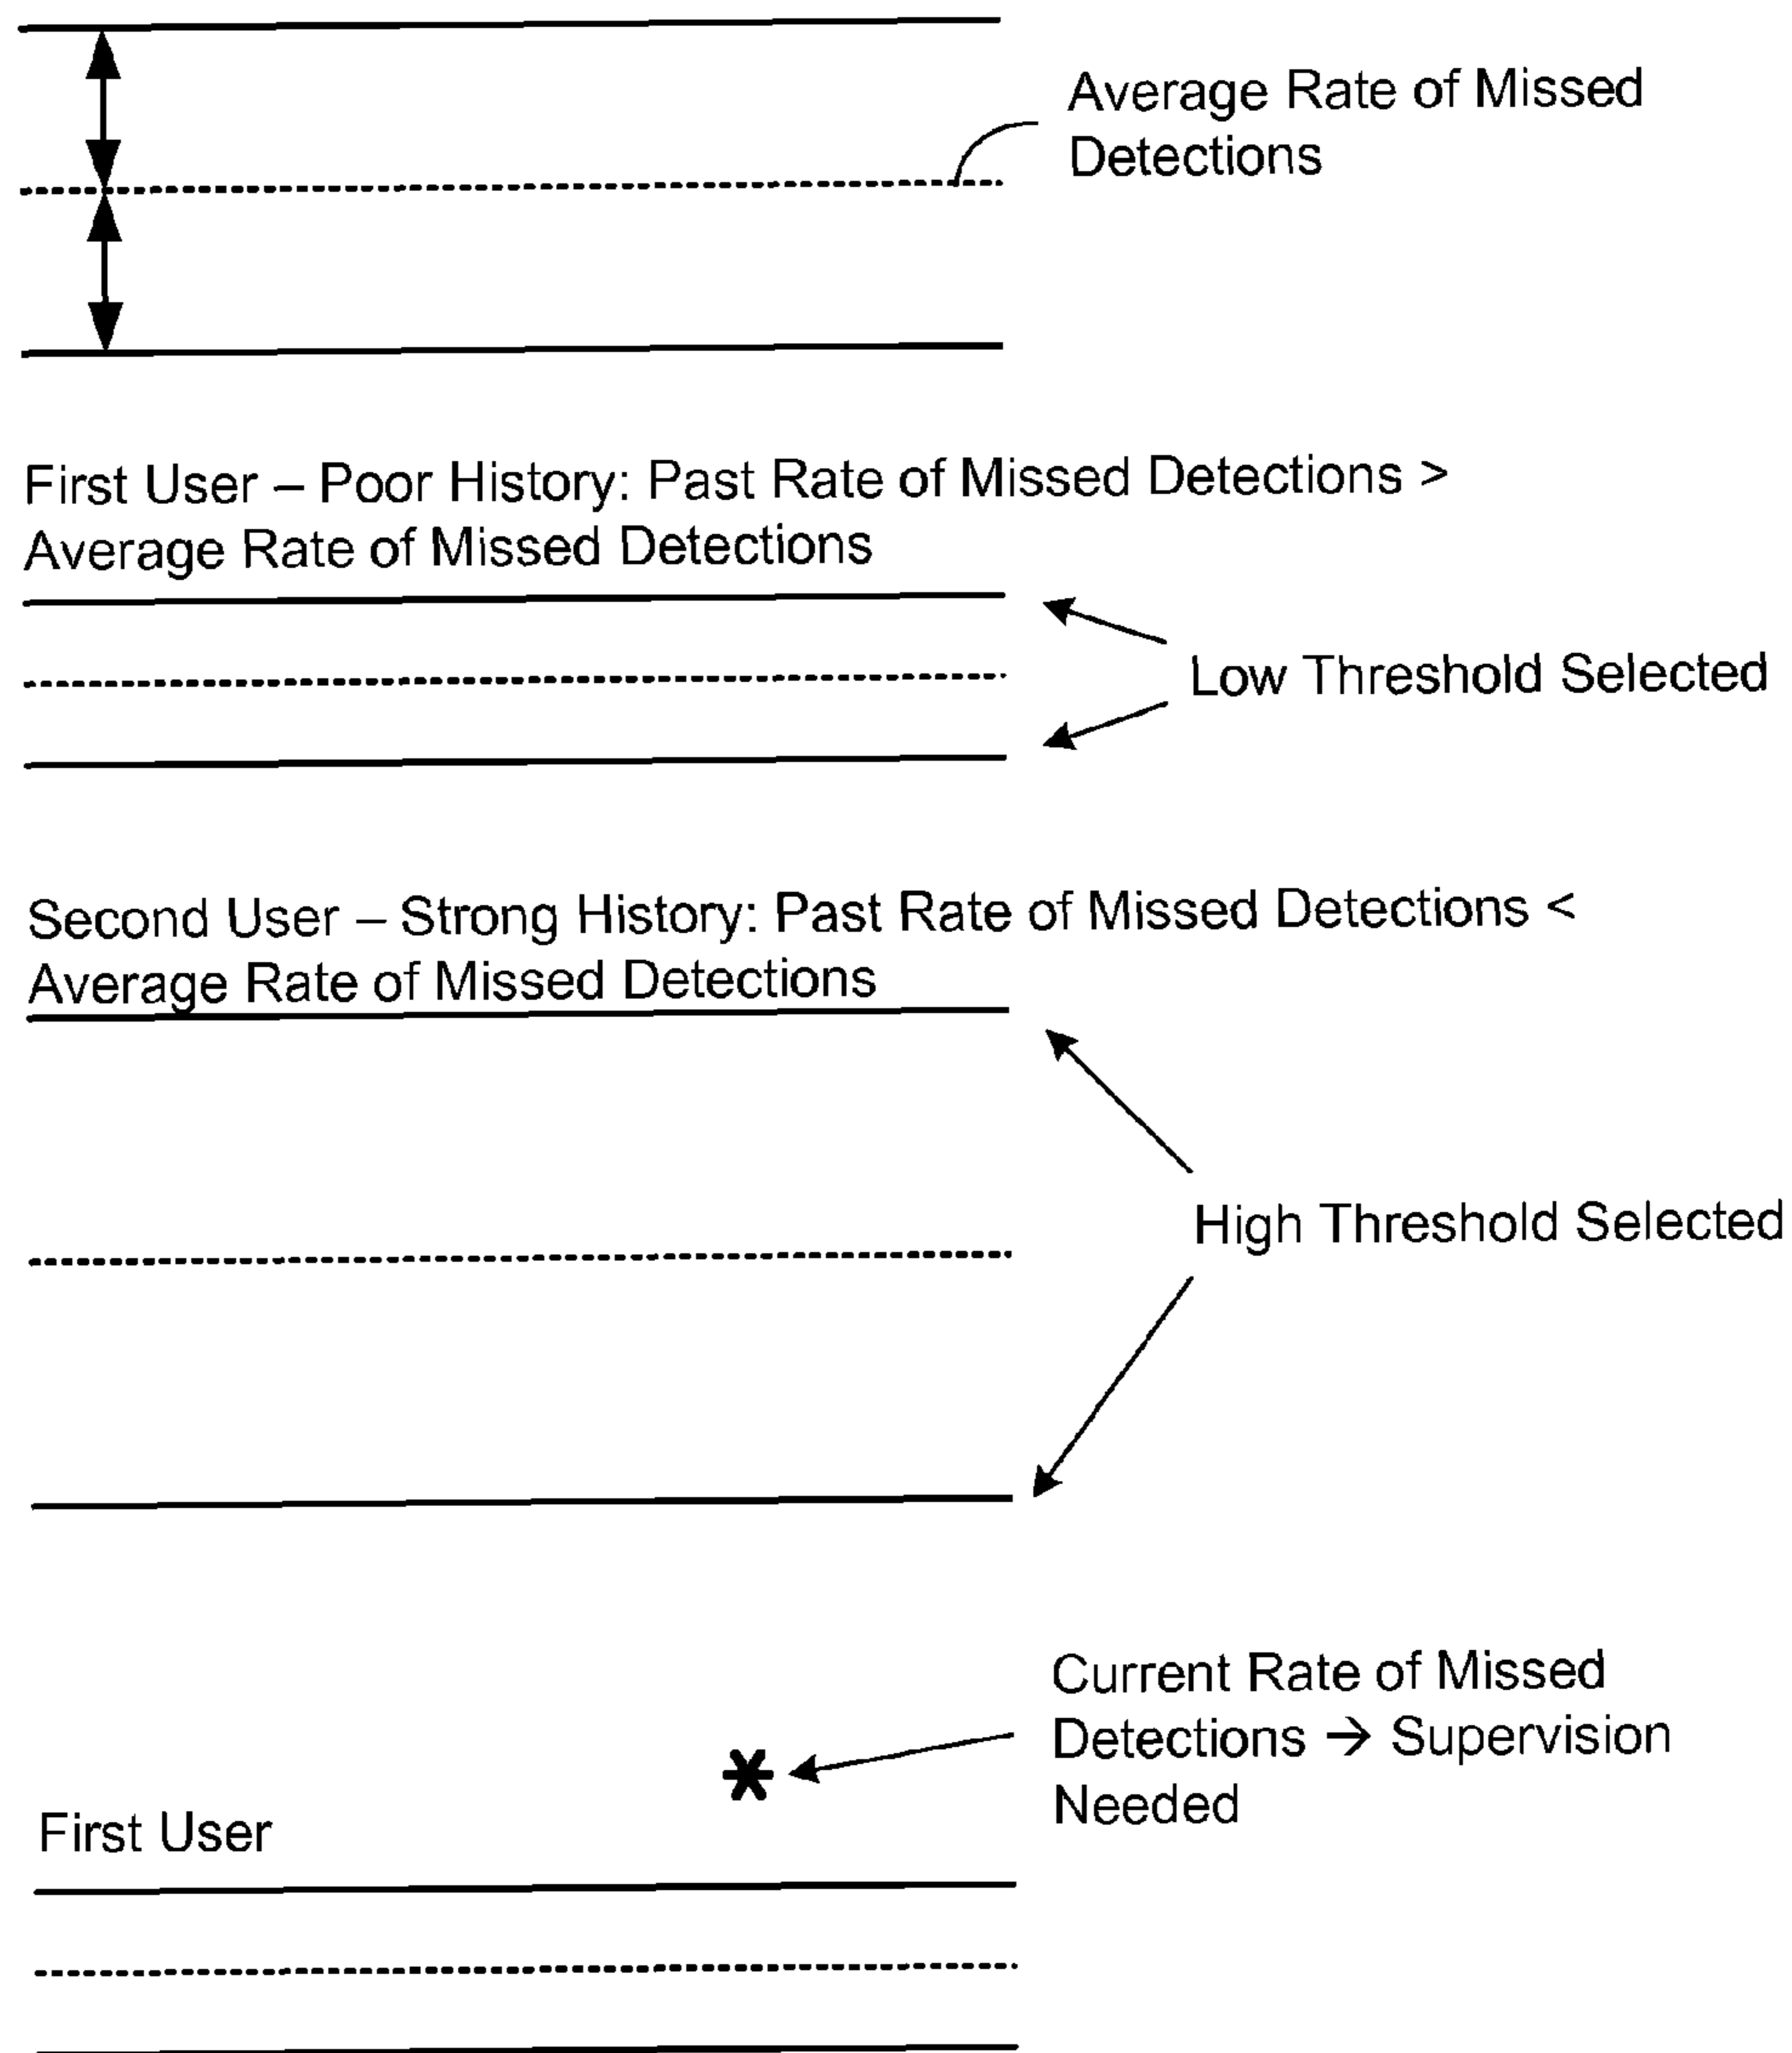 Average Rate of Missed
Detections
First User – Poor History: Past Rate of Missed Detections >
Average Rate of Missed Detections
Low Threshold Selected
Second User – Strong History: Past Rate of Missed Detections <
Average Rate of Missed Detections
High Threshold Selected
Current Rate of Missed
Detections → Supervision
Needed
First User